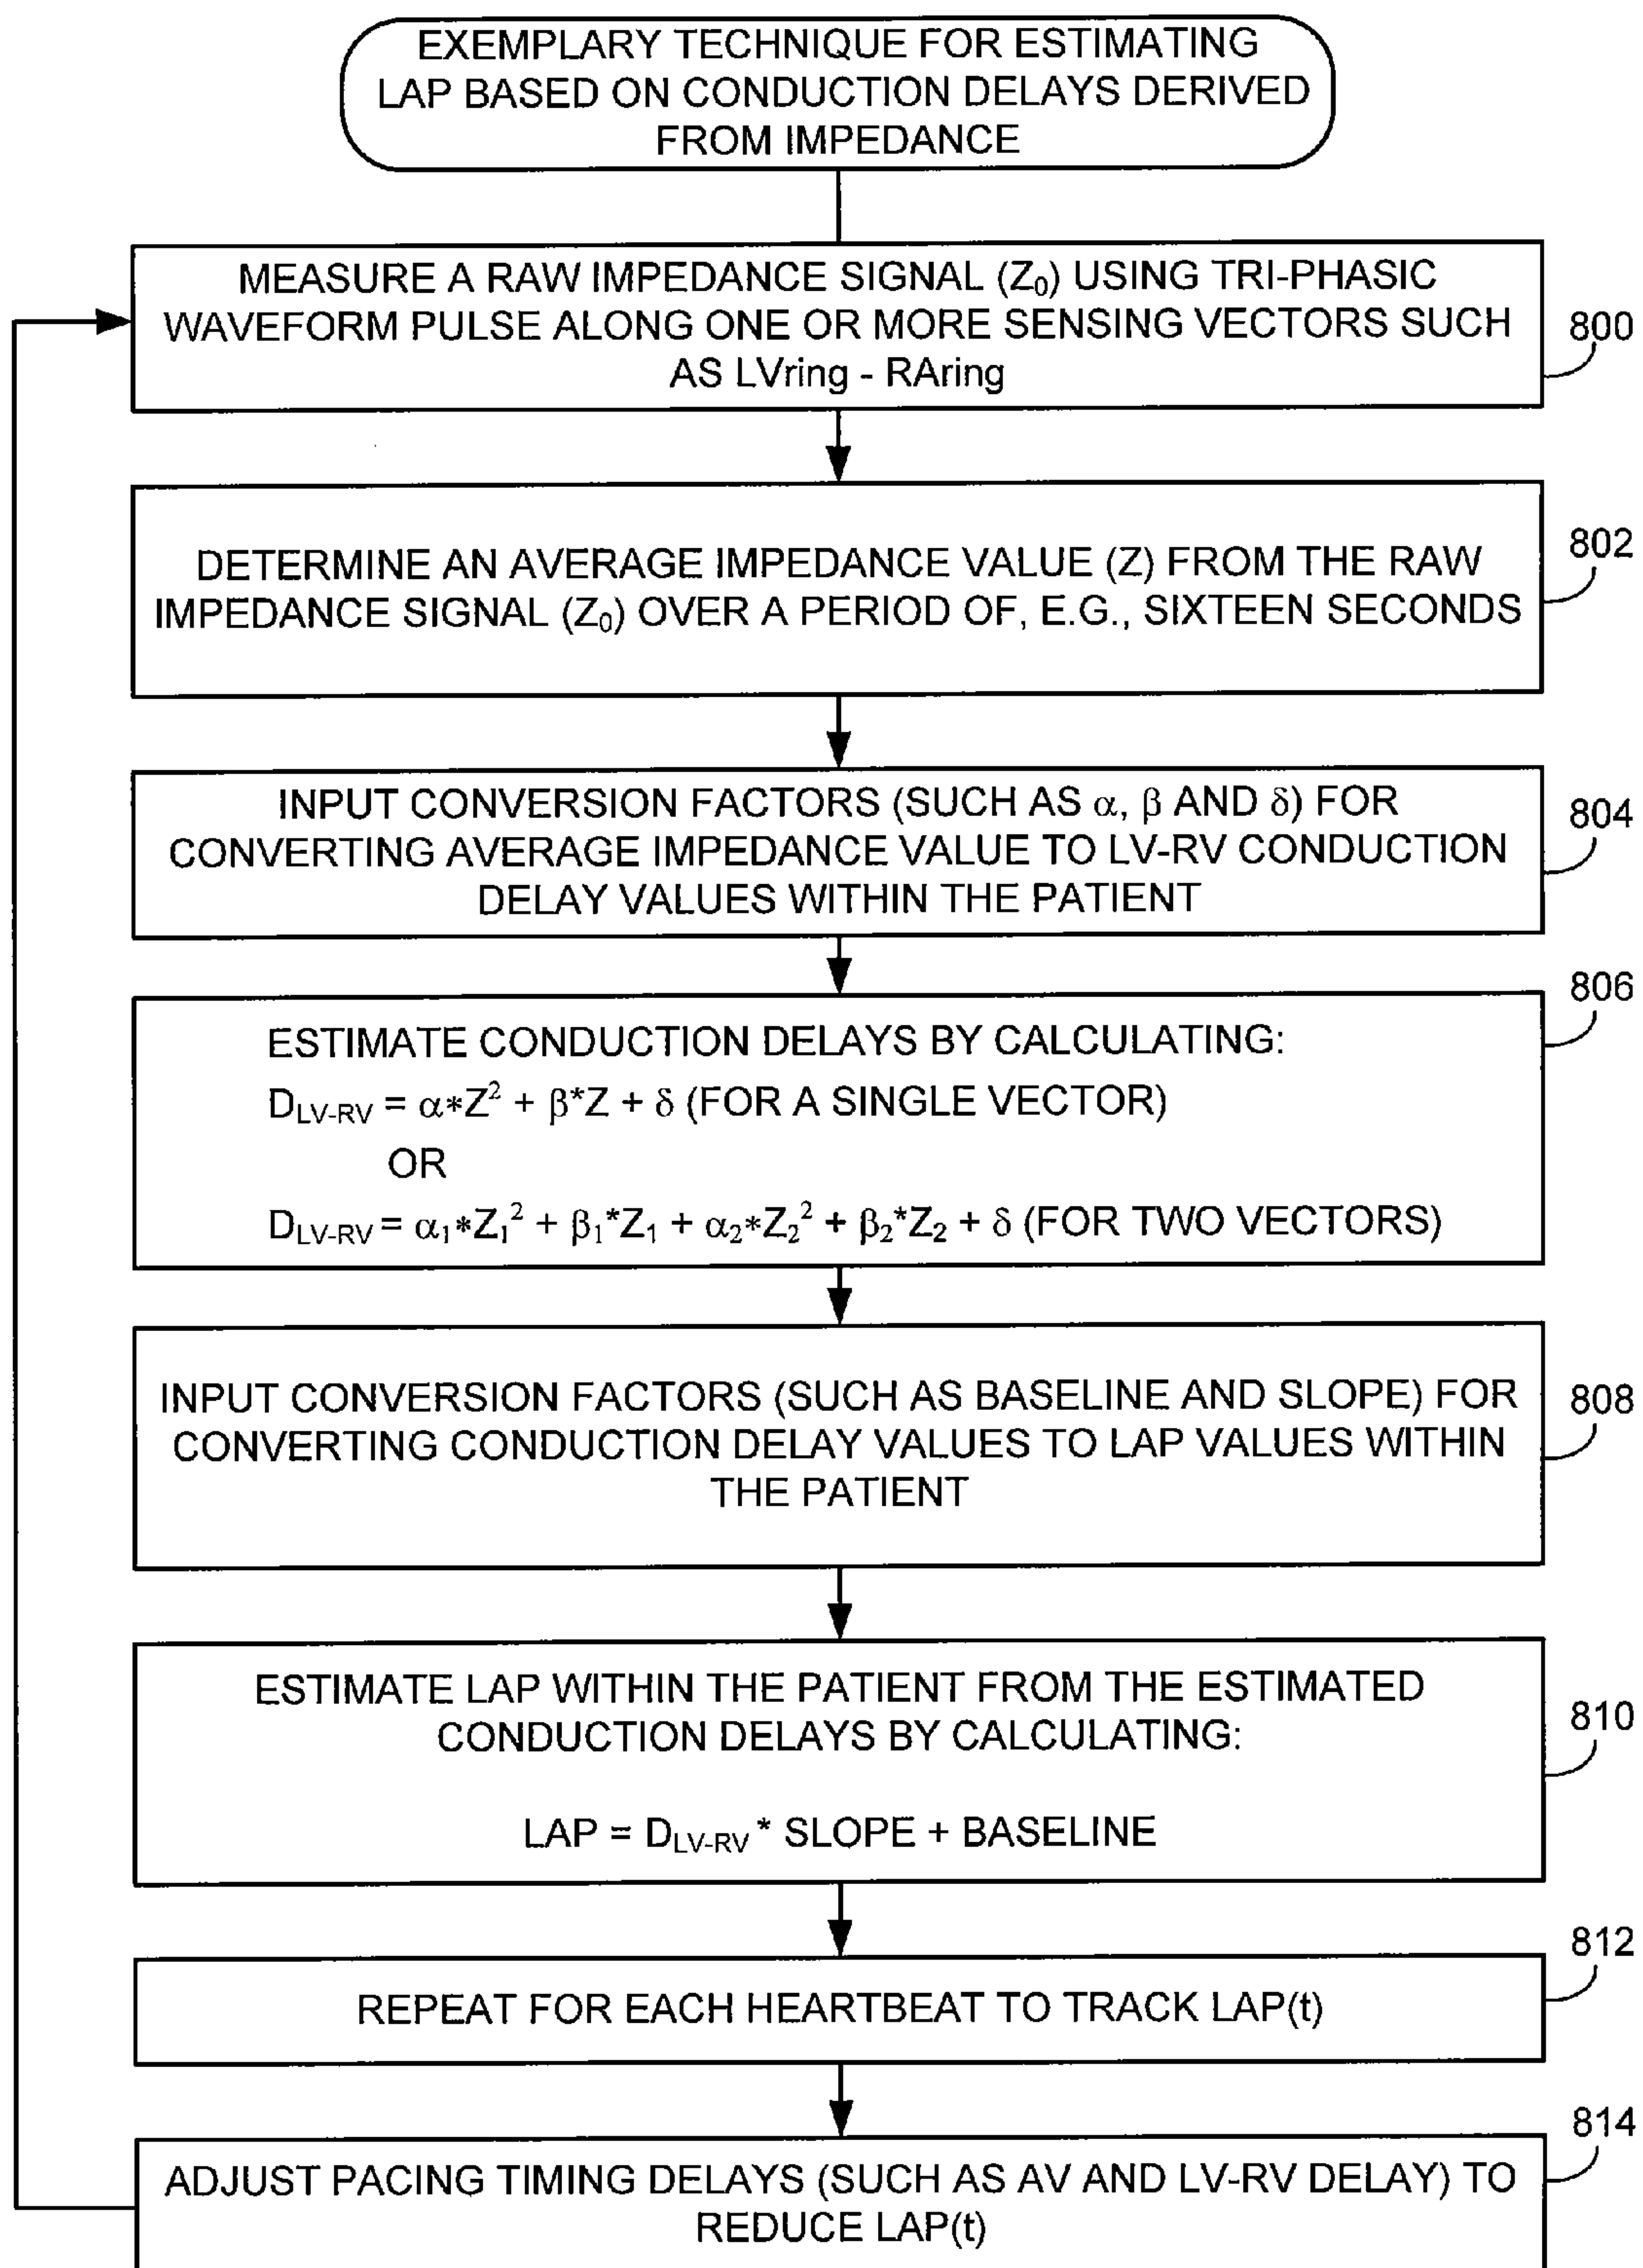 EXEMPLARY TECHNIQUE FOR ESTIMATING
LAP BASED ON CONDUCTION DELAYS DERIVED
FROM IMPEDANCE
MEASURE A RAW IMPEDANCE SIGNAL (Z₀) USING TRI-PHASIC
WAVEFORM PULSE ALONG ONE OR MORE SENSING VECTORS SUCH
AS LVring - RAring
800
DETERMINE AN AVERAGE IMPEDANCE VALUE (Z) FROM THE RAW
IMPEDANCE SIGNAL (Z₀) OVER A PERIOD OF, E.G., SIXTEEN SECONDS
802
INPUT CONVERSION FACTORS (SUCH AS α, β AND δ) FOR
CONVERTING AVERAGE IMPEDANCE VALUE TO LV-RV CONDUCTION
DELAY VALUES WITHIN THE PATIENT
804
ESTIMATE CONDUCTION DELAYS BY CALCULATING:
D_LV-RV = α*Z² + β*Z + δ (FOR A SINGLE VECTOR)
OR
D_LV-RV = α₁*Z₁² + β₁*Z₁ + α₂*Z₂² + β₂*Z₂ + δ (FOR TWO VECTORS)
806
INPUT CONVERSION FACTORS (SUCH AS BASELINE AND SLOPE) FOR
CONVERTING CONDUCTION DELAY VALUES TO LAP VALUES WITHIN
THE PATIENT
808
ESTIMATE LAP WITHIN THE PATIENT FROM THE ESTIMATED
CONDUCTION DELAYS BY CALCULATING:
LAP = D_LV-RV * SLOPE + BASELINE
810
REPEAT FOR EACH HEARTBEAT TO TRACK LAP(t)
812
ADJUST PACING TIMING DELAYS (SUCH AS AV AND LV-RV DELAY) TO
REDUCE LAP(t)
814